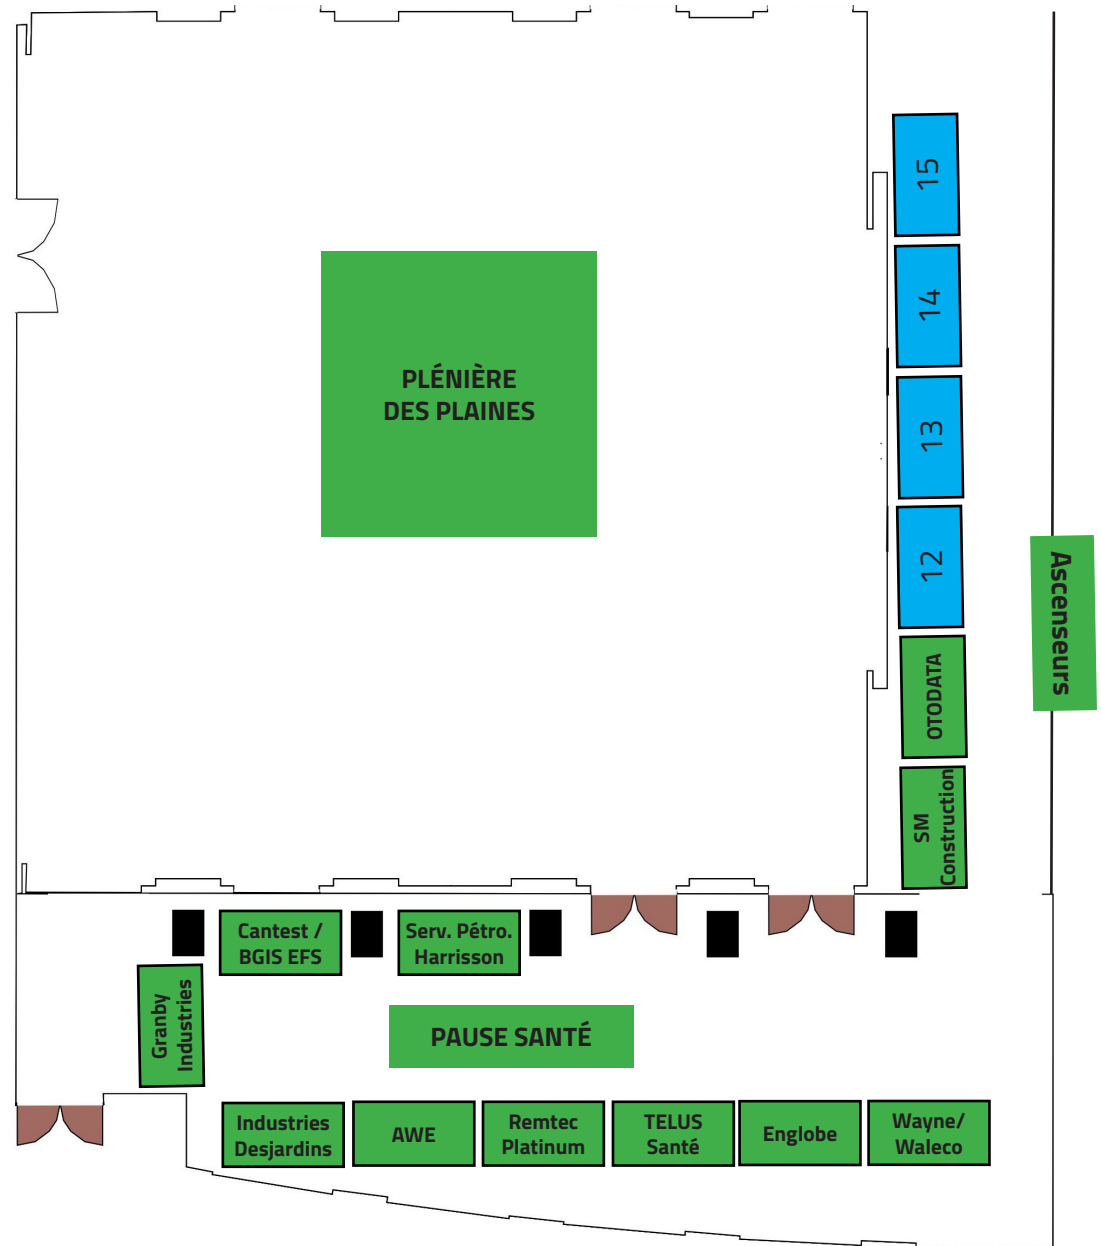 15
14
PLÉNIÈRE
DES PLAINES
13
12
Ascenseurs
OTODATA
SM
Construction
Cantest /
BGIS EFS
Serv. Pétro.
Harrisson
Granby
Industries
PAUSE SANTÉ
Industries
Desjardins
AWE
Remtec
Platinum
TELUS
Santé
Englobe
Wayne/
Waleco